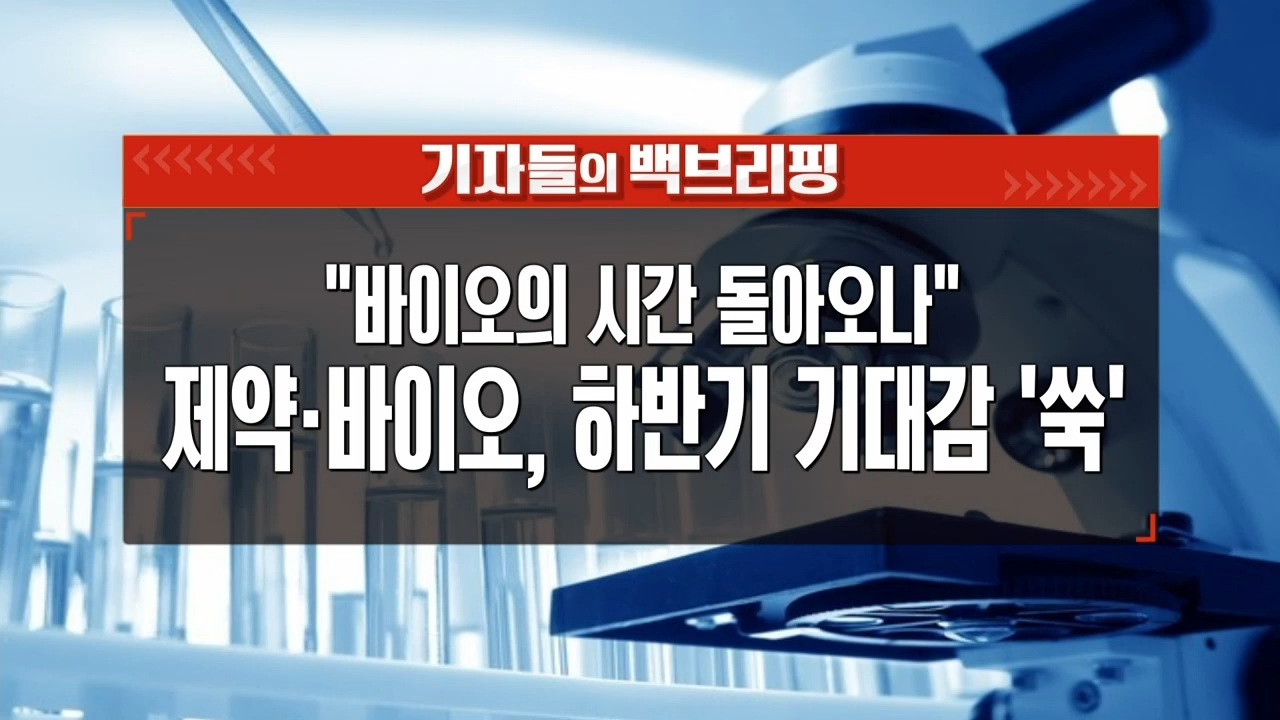 기자들의 백브리핑
"바이오의 시간 돌아오나"
제약·바이오, 하반기 기대감 '쑥'